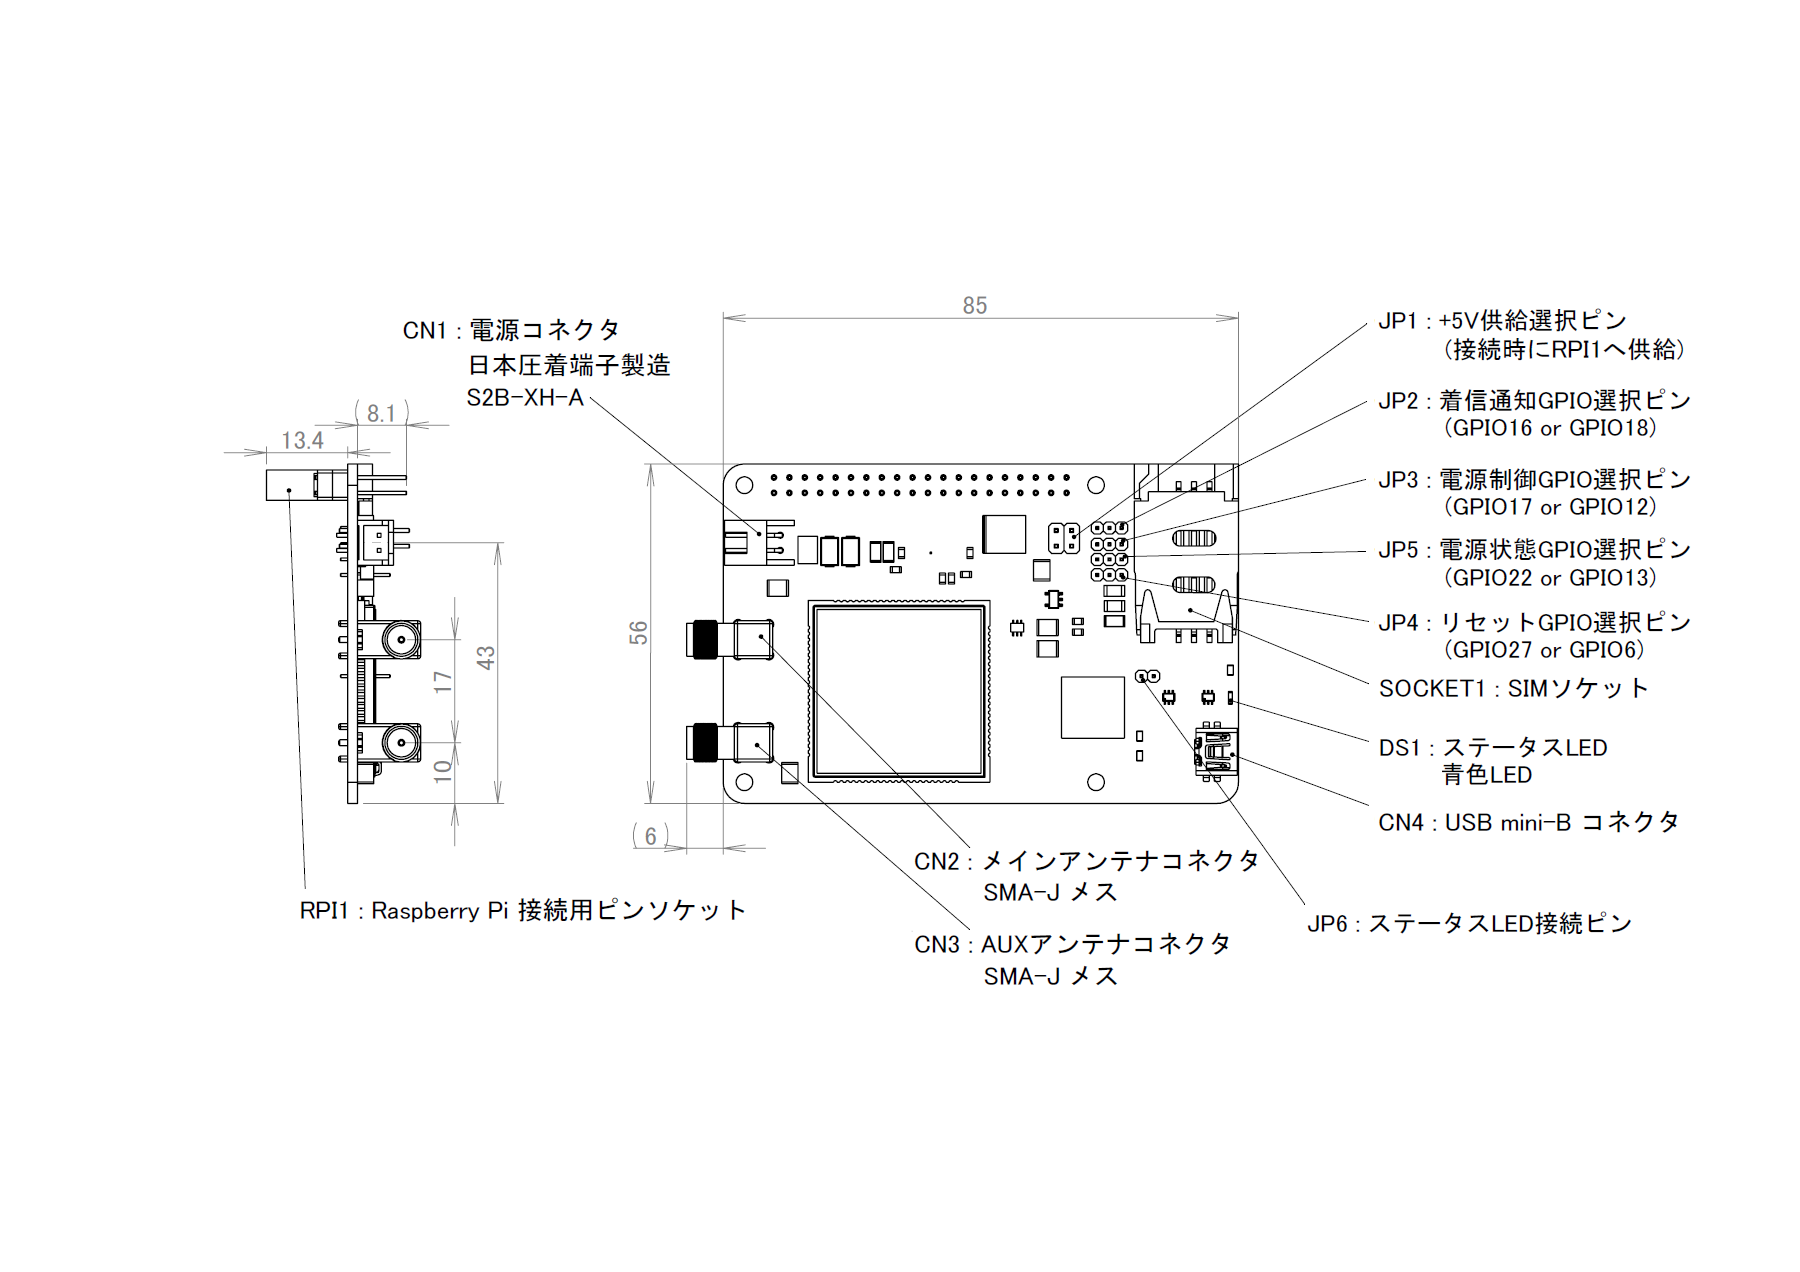 85
CN1 : 電源コネクタ
日本圧着端子製造
S2B-XH-A
(8.1)
13.4
56
43
17
10
(6)
JP1 : +5V供給選択ピン
(接続時にRPI1へ供給)
JP2 : 着信通知GPIO選択ピン
(GPIO16 or GPIO18)
JP3 : 電源制御GPIO選択ピン
(GPIO17 or GPIO12)
JP5 : 電源状態GPIO選択ピン
(GPIO22 or GPIO13)
JP4 : リセットGPIO選択ピン
(GPIO27 or GPIO6)
SOCKET1 : SIMソケット
DS1 : ステータスLED
青色LED
CN4 : USB mini-B コネクタ
CN2 : メインアンテナコネクタ
SMA-J メス
RPI1 : Raspberry Pi 接続用ピンソケット
JP6 : ステータスLED接続ピン
CN3 : AUXアンテナコネクタ
SMA-J メス